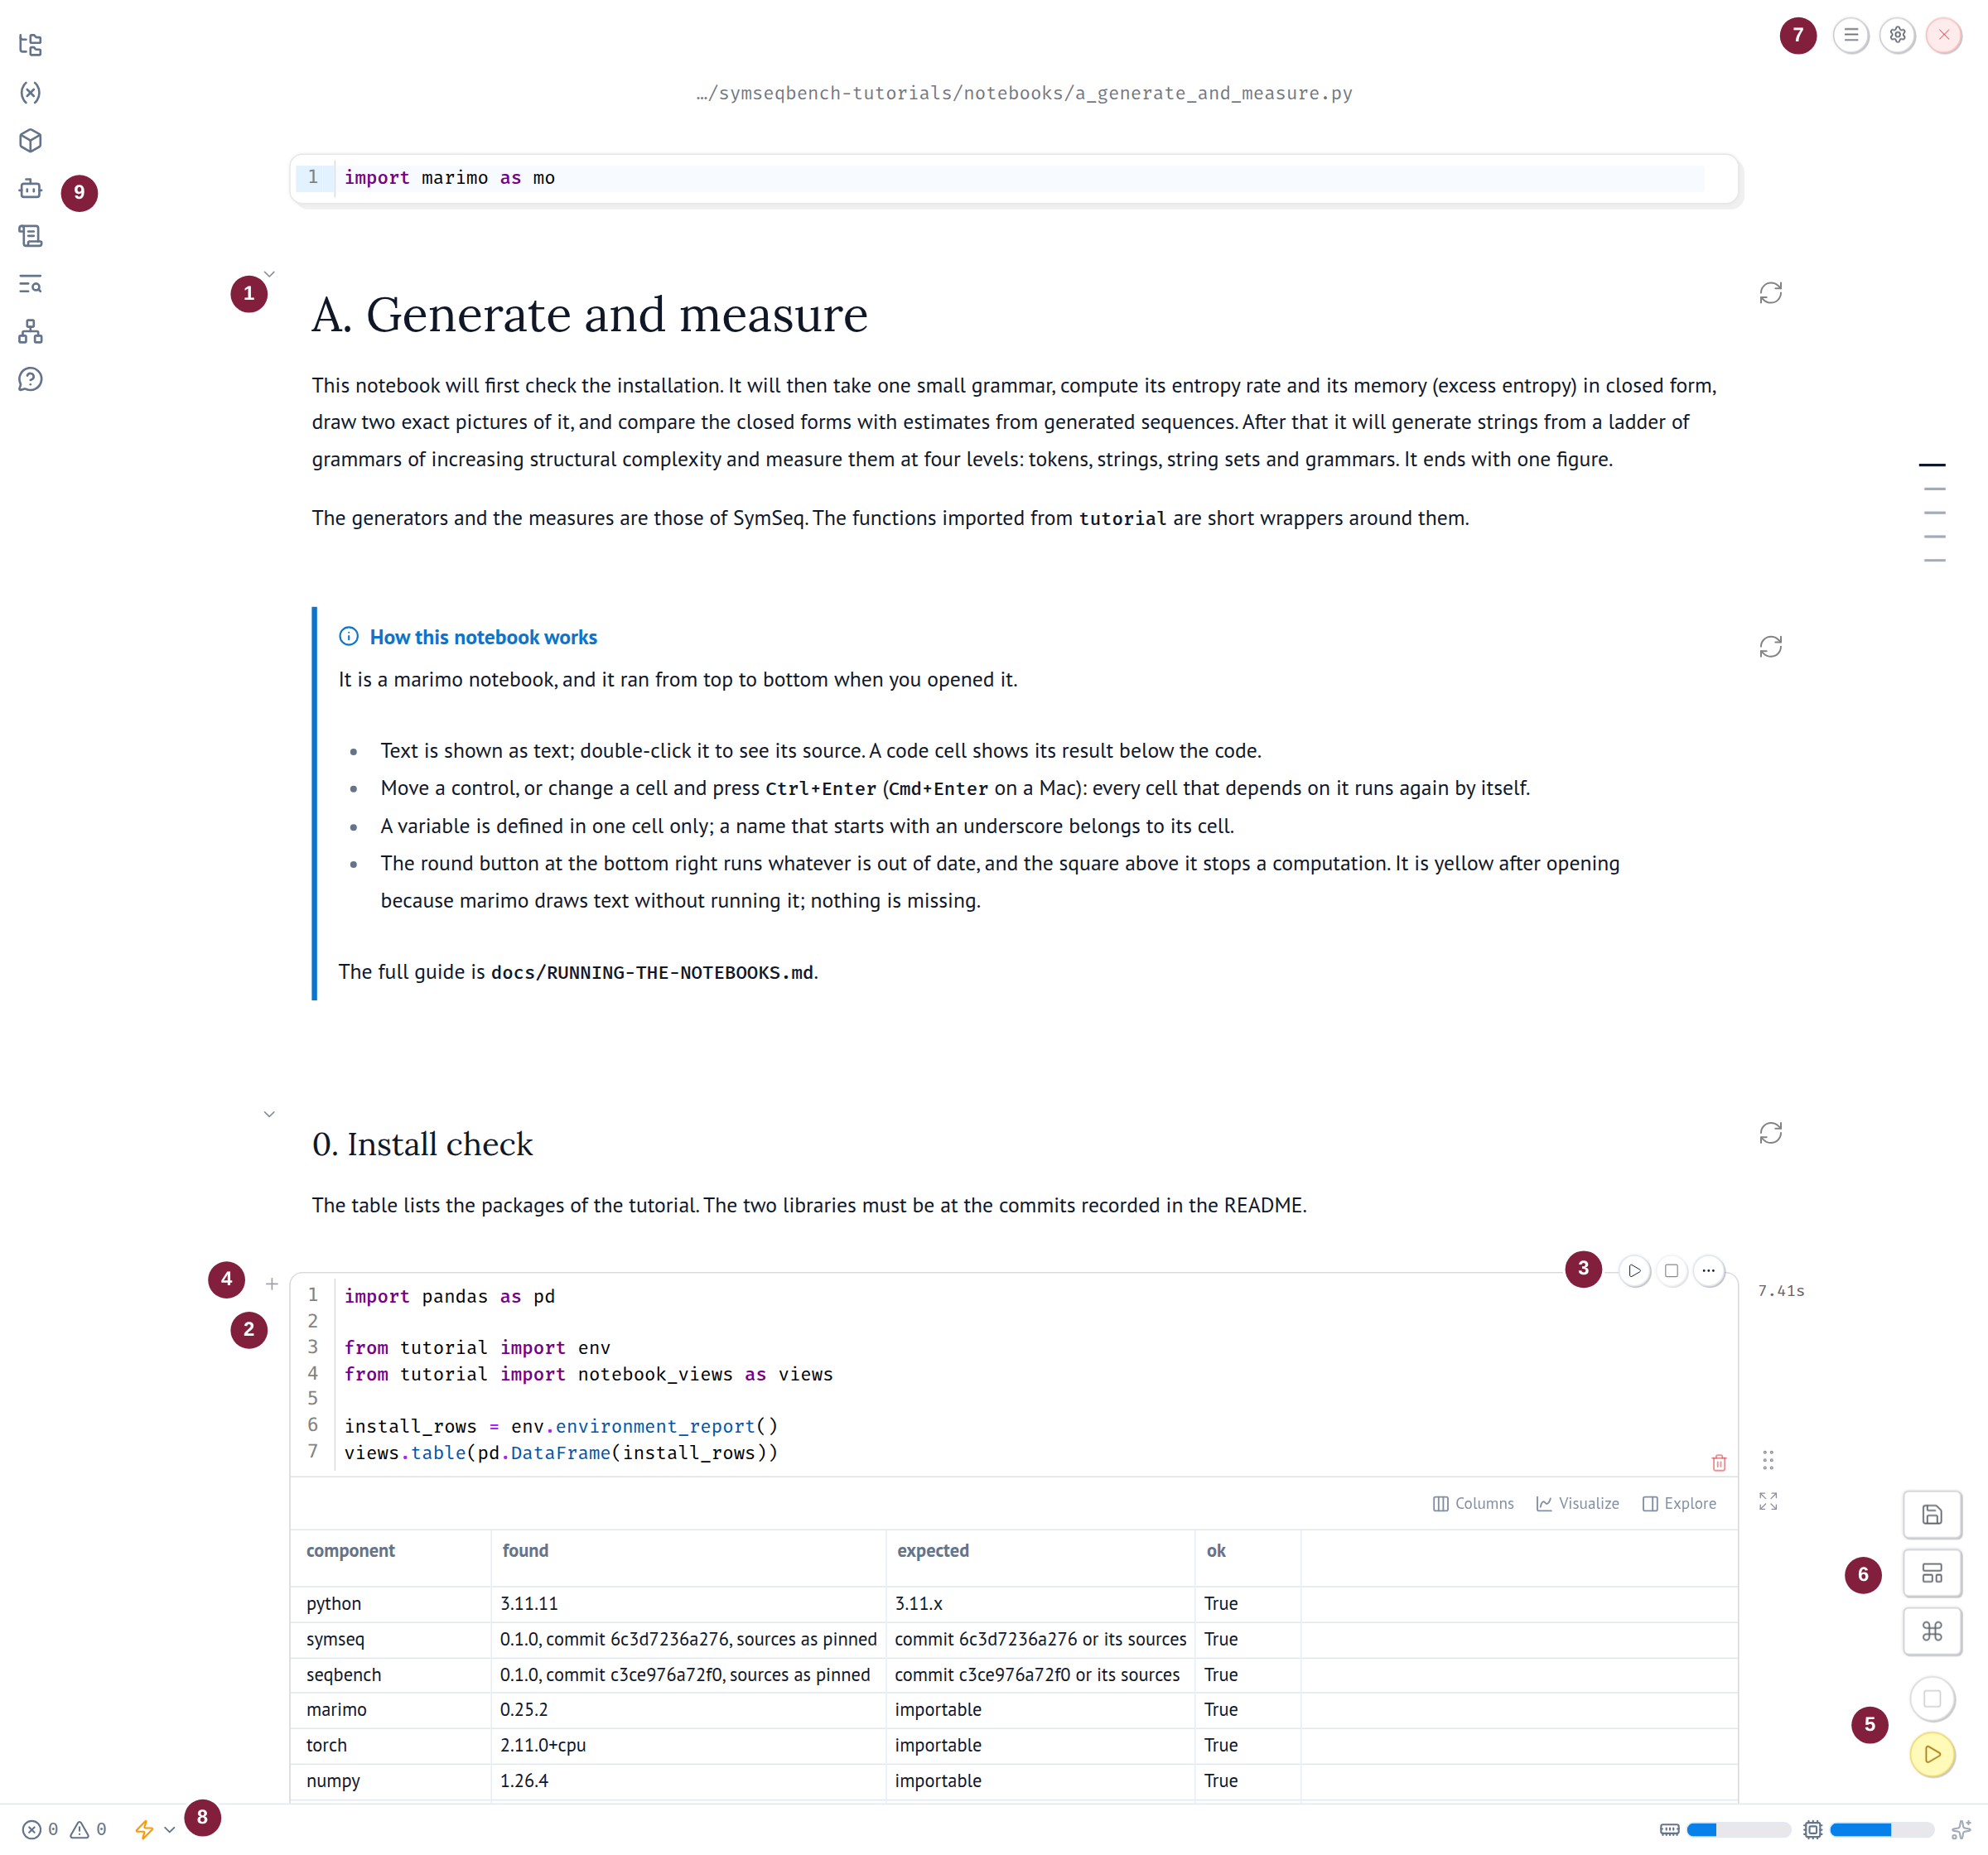 7
…/symseqbench-tutorials/notebooks/a_generate_and_measure.py
1 import marimo as mo
9
1
A. Generate and measure
This notebook will first check the installation. It will then take one small grammar, compute its entropy rate and its memory (excess entropy) in closed form,
draw two exact pictures of it, and compare the closed forms with estimates from generated sequences. After that it will generate strings from a ladder of
grammars of increasing structural complexity and measure them at four levels: tokens, strings, string sets and grammars. It ends with one figure.
The generators and the measures are those of SymSeq. The functions imported from tutorial are short wrappers around them.
How this notebook works
It is a marimo notebook, and it ran from top to bottom when you opened it.
• Text is shown as text; double-click it to see its source. A code cell shows its result below the code.
• Move a control, or change a cell and press Ctrl+Enter (Cmd+Enter on a Mac): every cell that depends on it runs again by itself.
• A variable is defined in one cell only; a name that starts with an underscore belongs to its cell.
• The round button at the bottom right runs whatever is out of date, and the square above it stops a computation. It is yellow after opening
because marimo draws text without running it; nothing is missing.
The full guide is docs/RUNNING-THE-NOTEBOOKS.md.
0. Install check
The table lists the packages of the tutorial. The two libraries must be at the commits recorded in the README.
3
4
7.41s
1 import pandas as pd
2
2
3 from tutorial import env
4 from tutorial import notebook_views as views
5
6 install_rows = env.environment_report()
7 views.table(pd.DataFrame(install_rows))
Columns Visualize Explore
component found expected ok
python 3.11.11 3.11.x True
symseq 0.1.0, commit 6c3d7236a276, sources as pinned commit 6c3d7236a276 or its sources True
seqbench 0.1.0, commit c3ce976a72f0, sources as pinned commit c3ce976a72f0 or its sources True
marimo 0.25.2 importable True
torch 2.11.0+cpu importable True
numpy 1.26.4 importable True
6
5
0 0
8